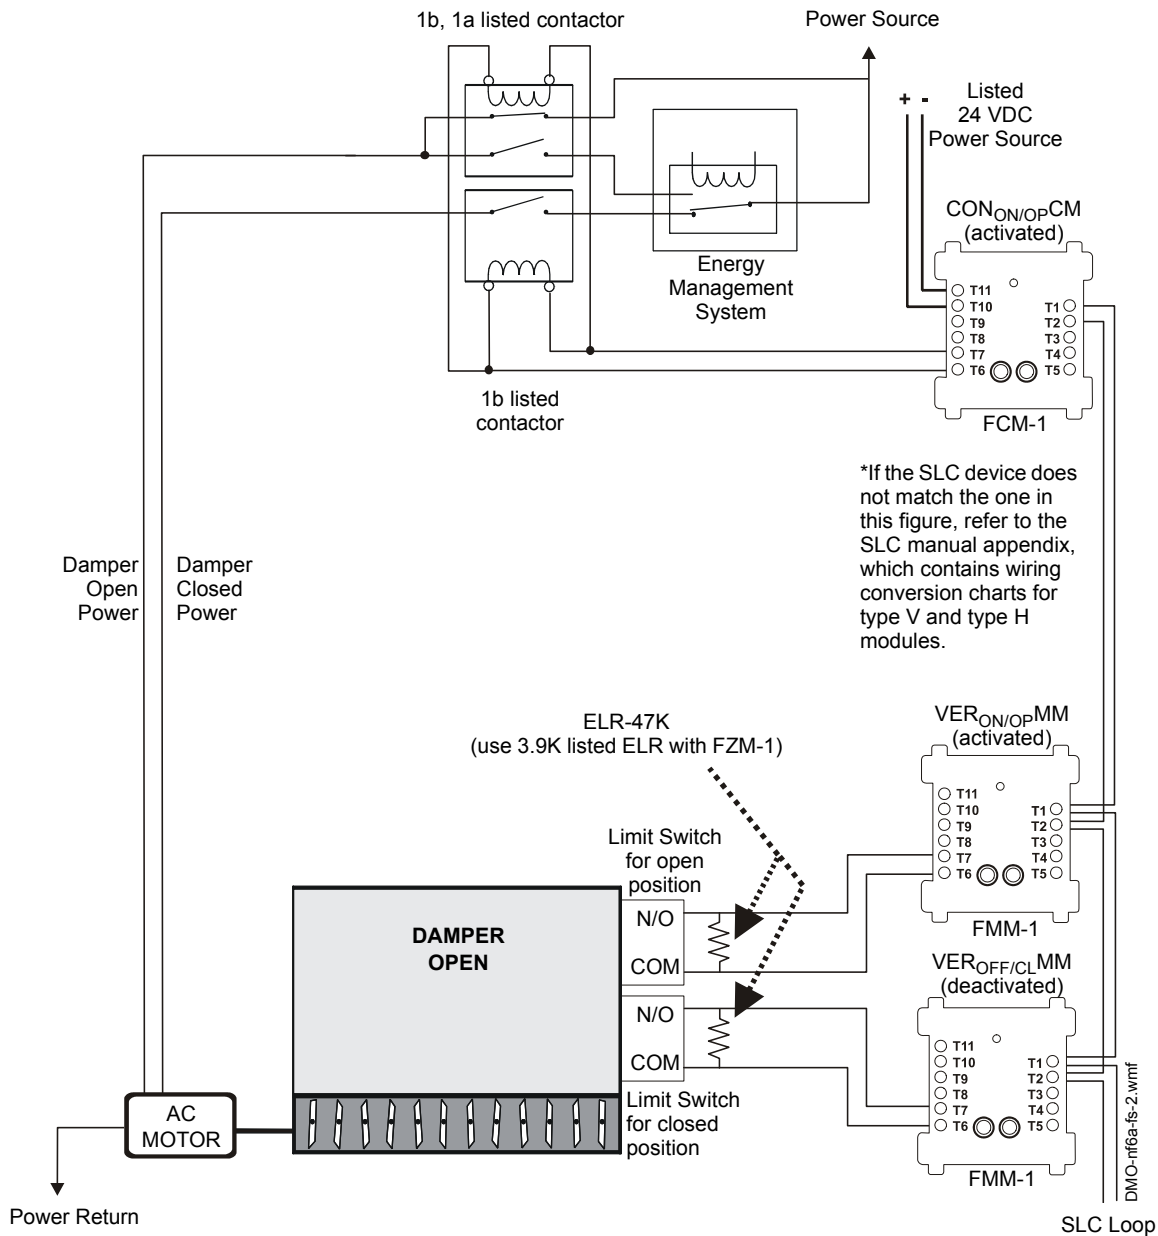 1b, 1a listed contactor
Power Source
+ -
Listed
24 VDC
Power Source
Energy
Management
System
CONON/OPCM
(activated)
T11
T10
T9
T8
T7
T6
T1
T2
T3
T4
T5
FCM-1
1b listed
contactor
*If the SLC device does
not match the one in
this figure, refer to the
SLC manual appendix,
which contains wiring
conversion charts for
type V and type H
modules.
Damper
Open
Power
Damper
Closed
Power
ELR-47K
(use 3.9K listed ELR with FZM-1)
VERON/OPMM
(activated)
T11
T10
T9
T8
T7
T6
T1
T2
T3
T4
T5
FMM-1
Limit Switch
for open
position
N/O
COM
DAMPER
OPEN
N/O
COM
Limit Switch
for closed
position
VEROFF/CLMM
(deactivated)
T11
T10
T9
T8
T7
T6
T1
T2
T3
T4
T5
FMM-1
AC
MOTOR
Power Return
SLC Loop
DMO-nf6a-fs-2.wmf